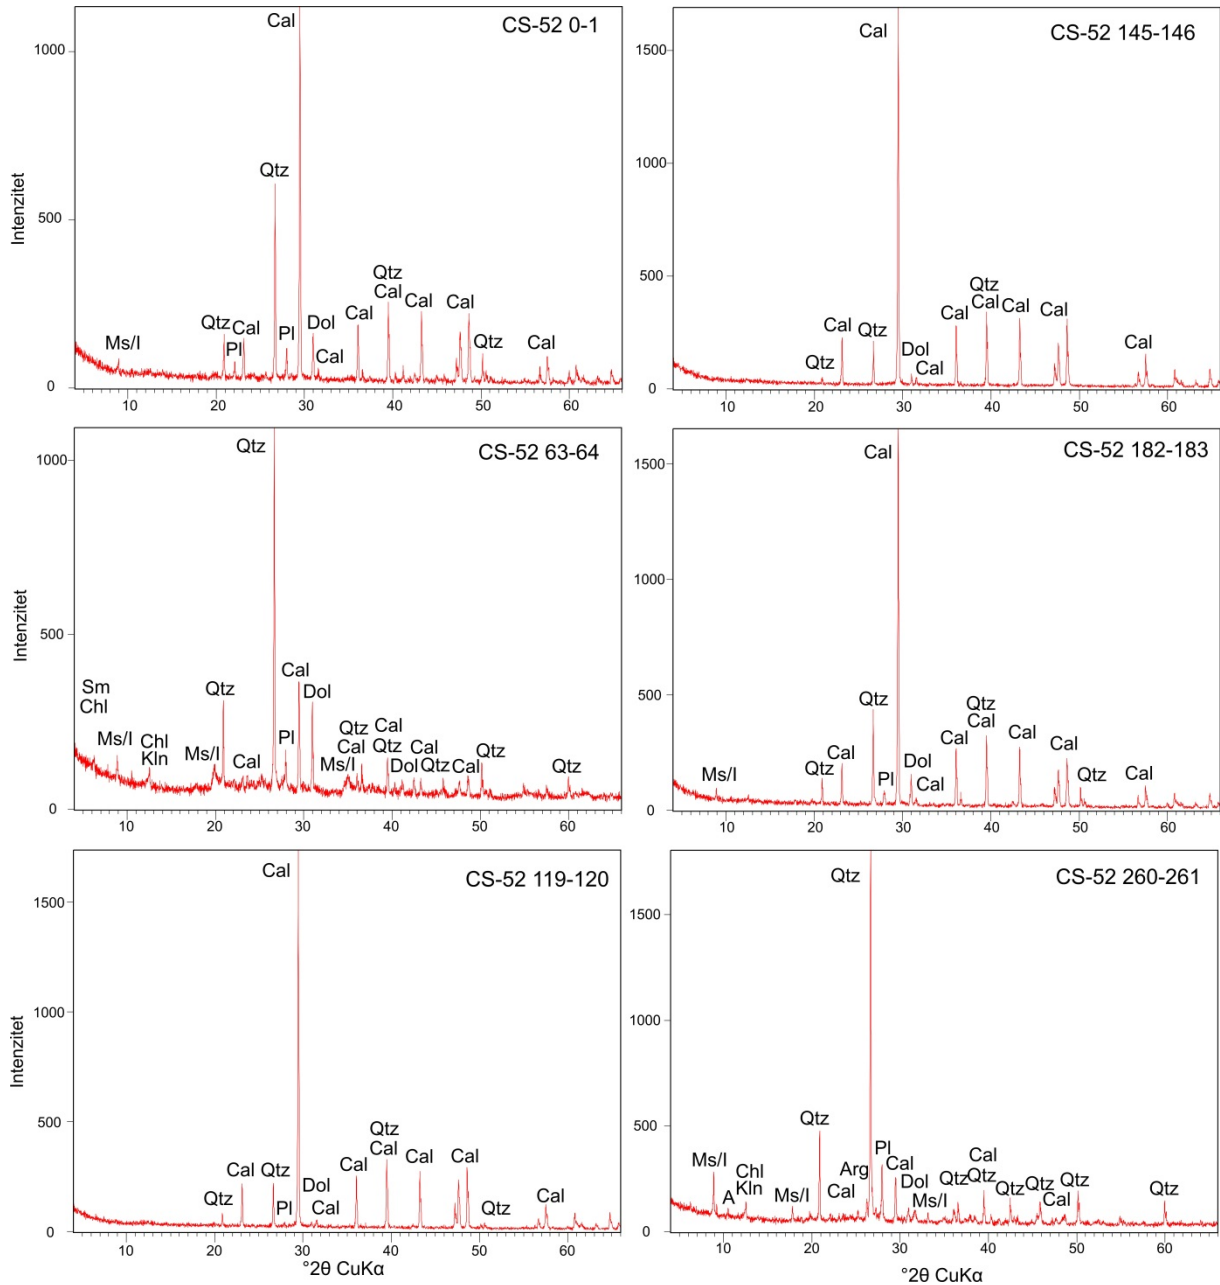 CS-52 0-1
Cal
1000
Qtz
500
Intenzitet
Ms/I
Qtz
Pl
Cal
Pl
Dol
Cal
Cal
Qtz
Cal
Cal
Cal
Qtz
Cal
0
10 20 30 40 50 60
CS-52 145-146
Cal
1500
1000
500
Cal
Qtz
Qtz
Dol
Cal
Cal
Qtz
Cal
Cal
Cal
Cal
0
10 20 30 40 50 60
CS-52 63-64
Qtz
1000
500
Intenzitet
Sm
Chl
Ms/I
Chl
Kln
Ms/I
Qtz
Cal
Pl
Cal
Dol
Ms/I
Qtz
Cal
Cal
Qtz
Dol
Cal
Qtz
Cal
Qtz
Qtz
0
10 20 30 40 50 60
CS-52 182-183
Cal
1500
1000
500
Ms/I
Qtz
Cal
Qtz
Pl
Dol
Cal
Cal
Qtz
Cal
Cal
Cal
Qtz
Cal
0
10 20 30 40 50 60
CS-52 119-120
Cal
1500
1000
500
Intenzitet
Qtz
Cal
Qtz
Pl
Dol
Cal
Cal
Qtz
Cal
Cal
Cal
Qtz
Cal
0
10 20 30 40 50 60
°2θ CuKα
CS-52 260-261
Qtz
1500
1000
500
Ms/I
A
Chl
Kln
Ms/I
Qtz
Cal
Arg
Pl
Cal
Dol
Ms/I
Qtz
Cal
Qtz
Qtz
Qtz
Cal
Qtz
Qtz
0
10 20 30 40 50 60
°2θ CuKα